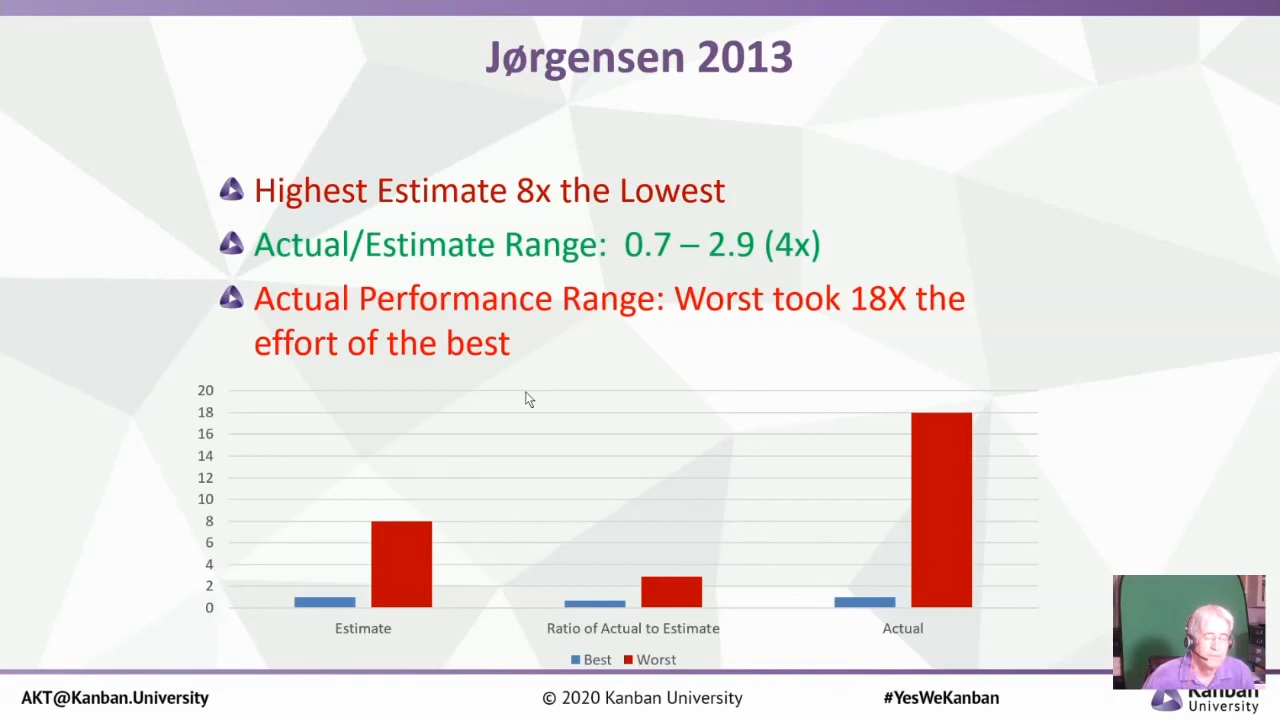 Jørgensen 2013
Highest Estimate 8x the Lowest
Actual/Estimate Range:  0.7 – 2.9 (4x)
Actual Performance Range: Worst took 18X the
effort of the best
20
18
16
14
12
10
8
6
4
2
0
Estimate
Ratio of Actual to Estimate
Actual
Best
Worst
AKT@Kanban.University
© 2020 Kanban University
#YesWeKanban
Kanban
University